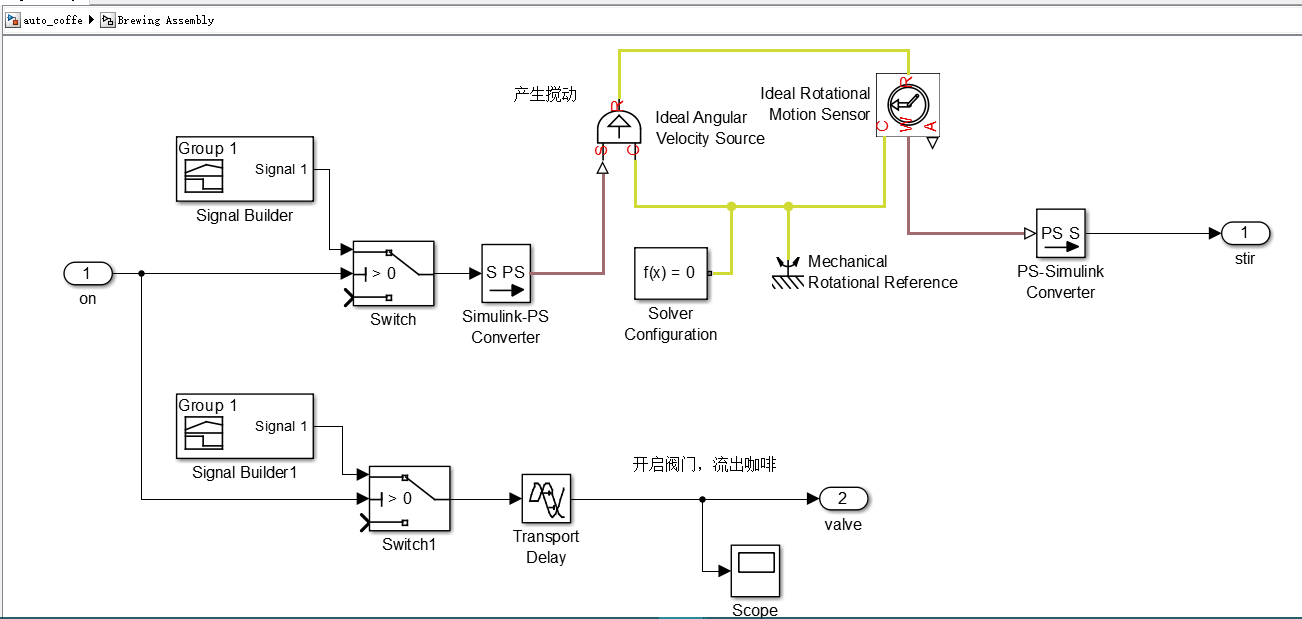 auto_coffe
Brewing Assembly
产生搅动
R
Ideal Angular
Velocity Source
S
C
Ideal Rotational
Motion Sensor
R
C
W
A
Group 1
Signal 1
Signal Builder
1
on
> 0
Switch
S PS
Simulink-PS
Converter
f(x) = 0
Solver
Configuration
Mechanical
Rotational Reference
PS S
PS-Simulink
Converter
1
stir
Group 1
Signal 1
Signal Builder1
> 0
Switch1
Transport
Delay
开启阀门，流出咖啡
2
valve
Scope